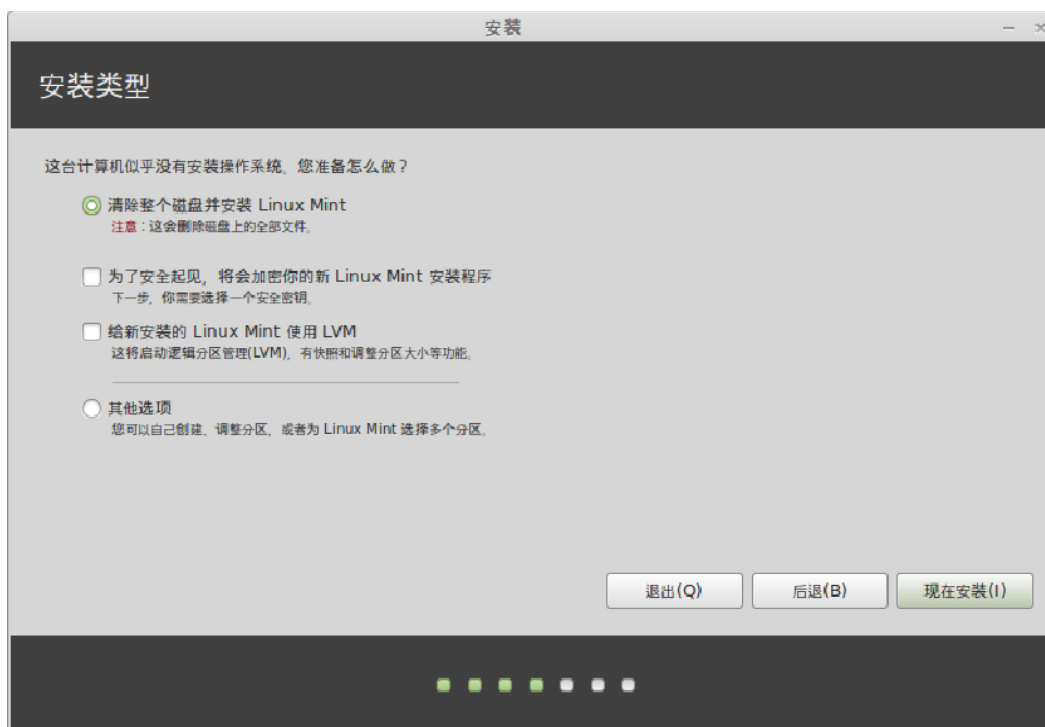 安装
安装类型
这台计算机似乎没有安装操作系统。您准备怎么做？
清除整个磁盘并安装 Linux Mint
注意：这会删除磁盘上的全部文件。
为了安全起见，将会加密你的新 Linux Mint 安装程序
下一步，你需要选择一个安全密钥。
给新安装的 Linux Mint 使用 LVM
这将启动逻辑分区管理(LVM)，有快照和调整分区大小等功能。
其他选项
您可以自己创建、调整分区，或者为 Linux Mint 选择多个分区。
退出(Q)
后退(B)
现在安装(I)